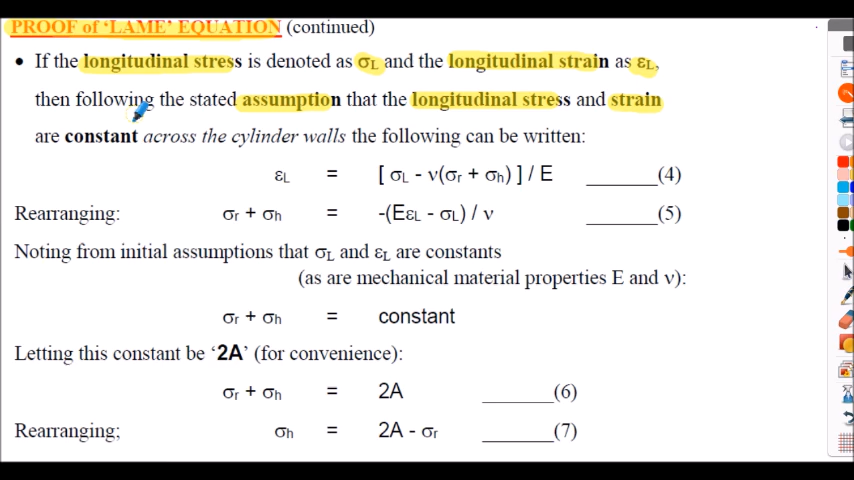 PROOF of ‘LAME’ EQUATION (continued)
• If the longitudinal stress is denoted as σL and the longitudinal strain as εL,
then following the stated assumption that the longitudinal stress and strain
are constant across the cylinder walls the following can be written:
εL = [ σL - ν(σr + σh) ] / E ______(4)
Rearranging: σr + σh = -(EεL - σL) / ν ______(5)
Noting from initial assumptions that σL and εL are constants
(as are mechanical material properties E and ν):
σr + σh = constant
Letting this constant be ‘2A’ (for convenience):
σr + σh = 2A ______(6)
Rearranging; σh = 2A - σr ______(7)